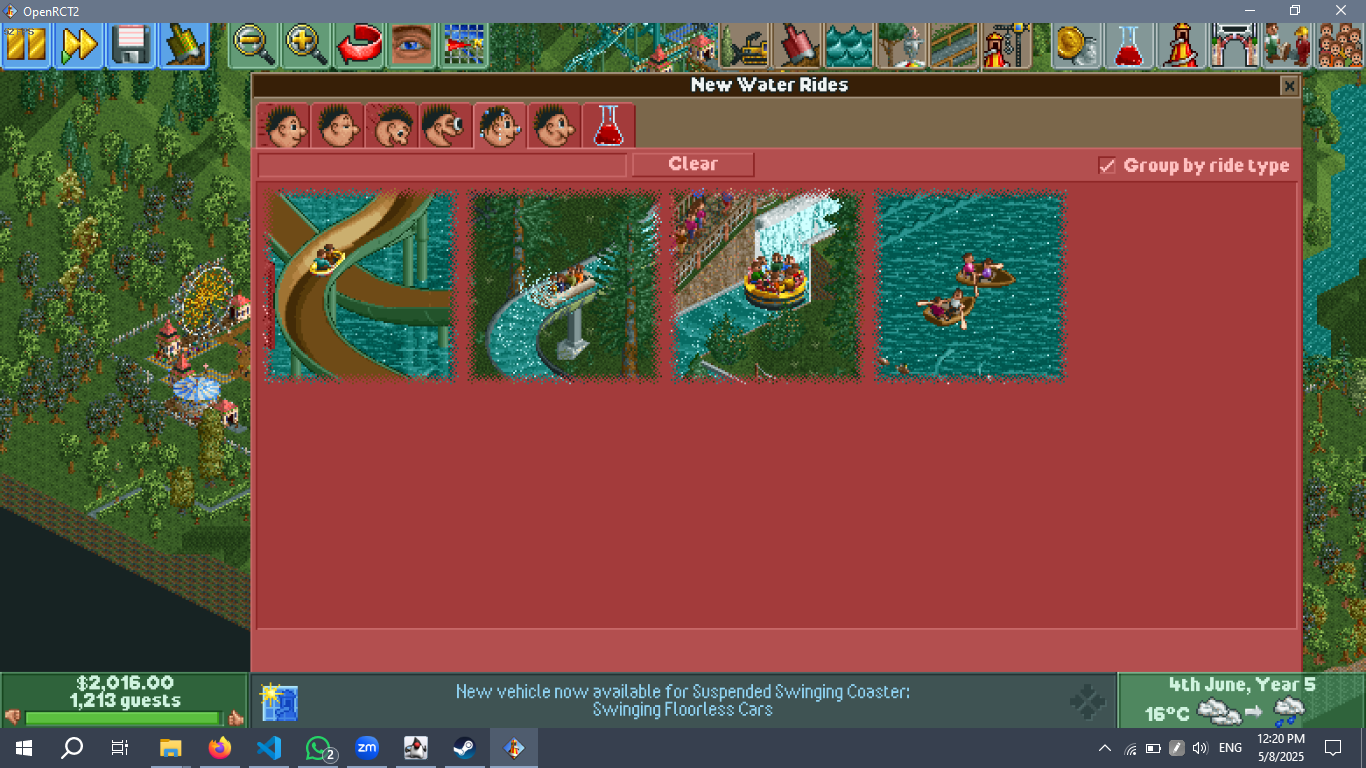 OpenRCT2
New Water Rides
Clear
Group by ride type
$2,016.00
1,213 guests
New vehicle now available for Suspended Swinging Coaster:
Swinging Floorless Cars
4th June, Year 5
16°C
2
zm
ENG
12:20 PM
5/8/2025